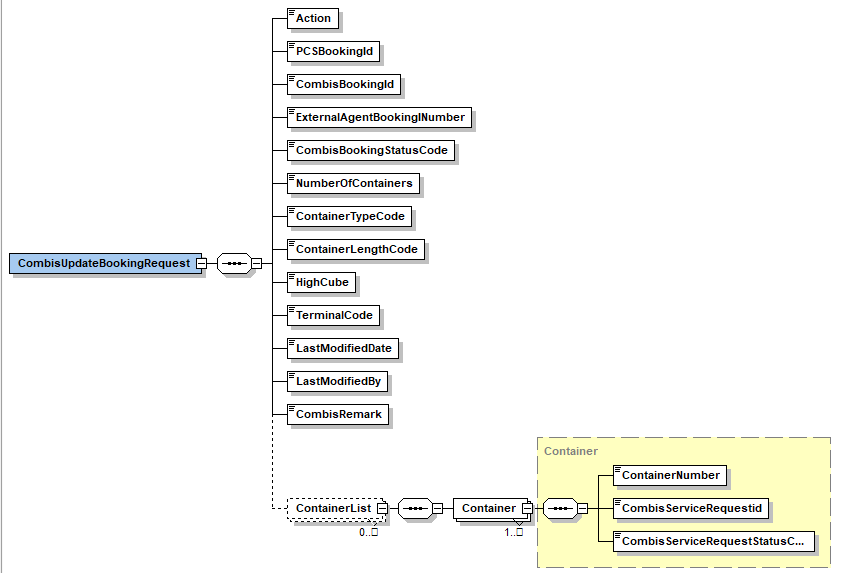 Action
PCSBookingId
CombisBookingId
ExternalAgentBookingINumber
CombisBookingStatusCode
NumberOfContainers
ContainerTypeCode
ContainerLengthCode
CombisUpdateBookingRequest
HighCube
TerminalCode
LastModifiedDate
LastModifiedBy
CombisRemark
Container
ContainerNumber
ContainerList
0..□
Container
1..□
CombisServiceRequestid
CombisServiceRequestStatusC...